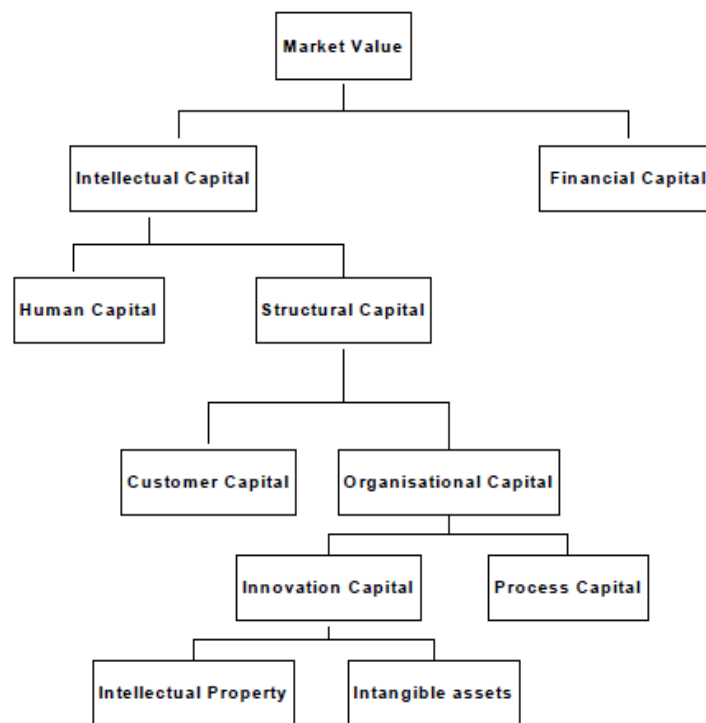 Market Value
Intellectual Capital
Financial Capital
Human Capital
Structural Capital
Customer Capital
Organisational Capital
Innovation Capital
Process Capital
Intellectual Property
Intangible assets